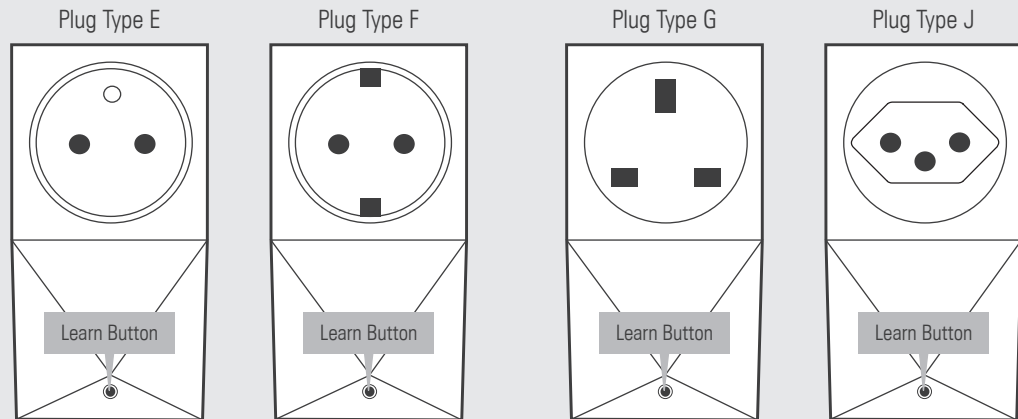 Plug Type E
Plug Type F
Plug Type G
Plug Type J
Learn Button
Learn Button
Learn Button
Learn Button